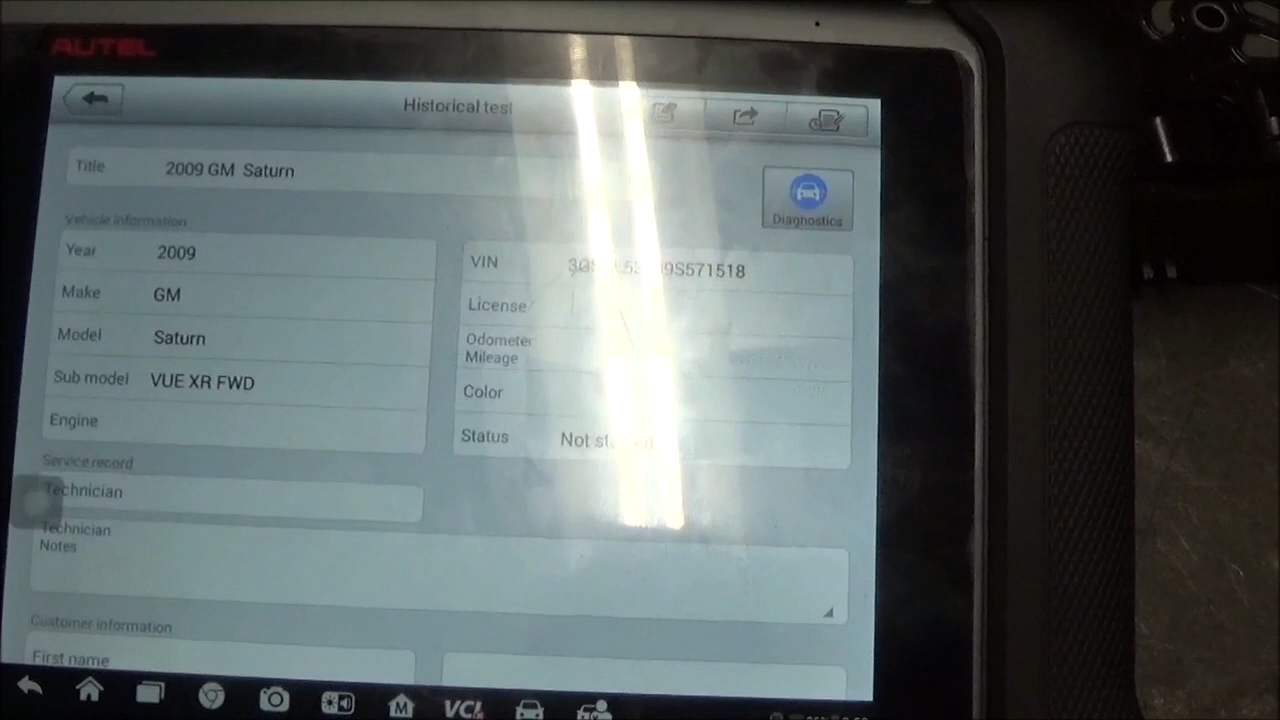 AUTEL
Historical test
Title 2009 GM Saturn
Diagnostics
Vehicle information
Year 2009
Make GM
Model Saturn
Sub model VUE XR FWD
Engine
VIN 9S571518
License
Odometer
Mileage
Color
Status Not
Service record
Technician
Technician
Notes
Customer information
First name
M VCI